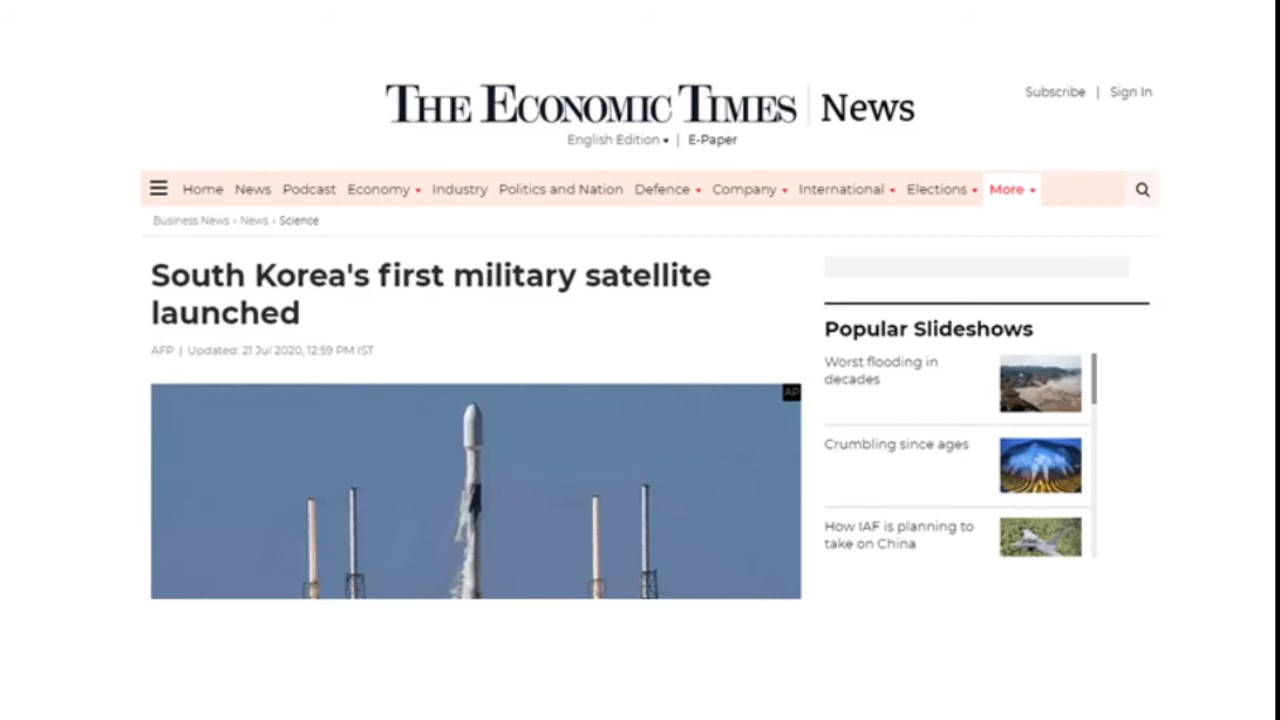 THE ECONOMIC TIMES | News
Subscribe | Sign In
English Edition | E-Paper
Home News Podcast Economy Industry Politics and Nation Defence Company International Elections More
Business News › News › Science
South Korea's first military satellite
launched
AFP | Updated: 21 Jul 2020, 12:59 PM IST
AP
Popular Slideshows
Worst flooding in
decades
Crumbling since ages
How IAF is planning to
take on China